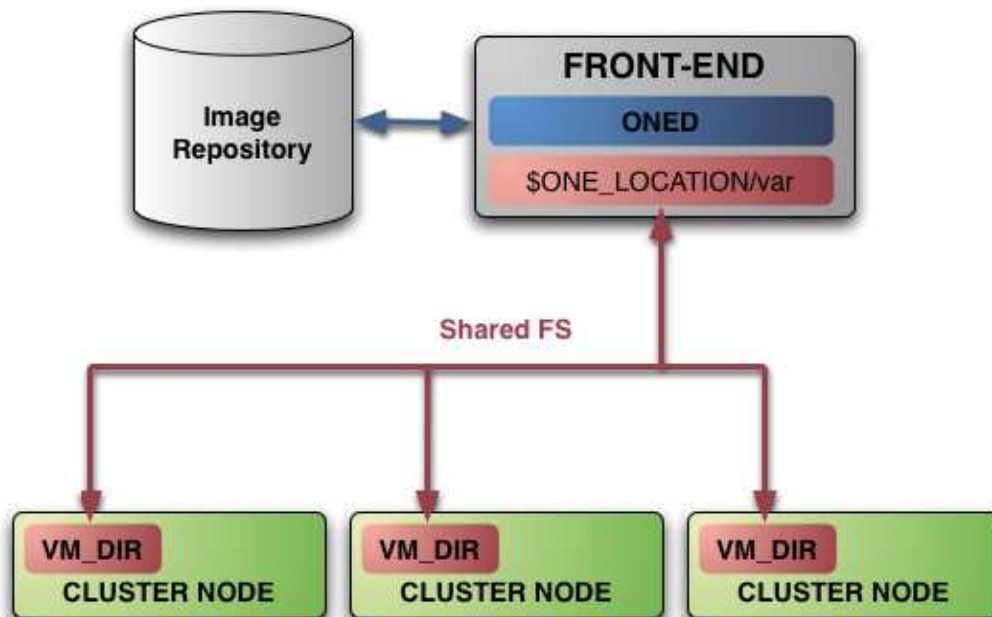 Image
Repository
FRONT-END
ONED
$ONE_LOCATION/var
Shared FS
VM_DIR
CLUSTER NODE
VM_DIR
CLUSTER NODE
VM_DIR
CLUSTER NODE